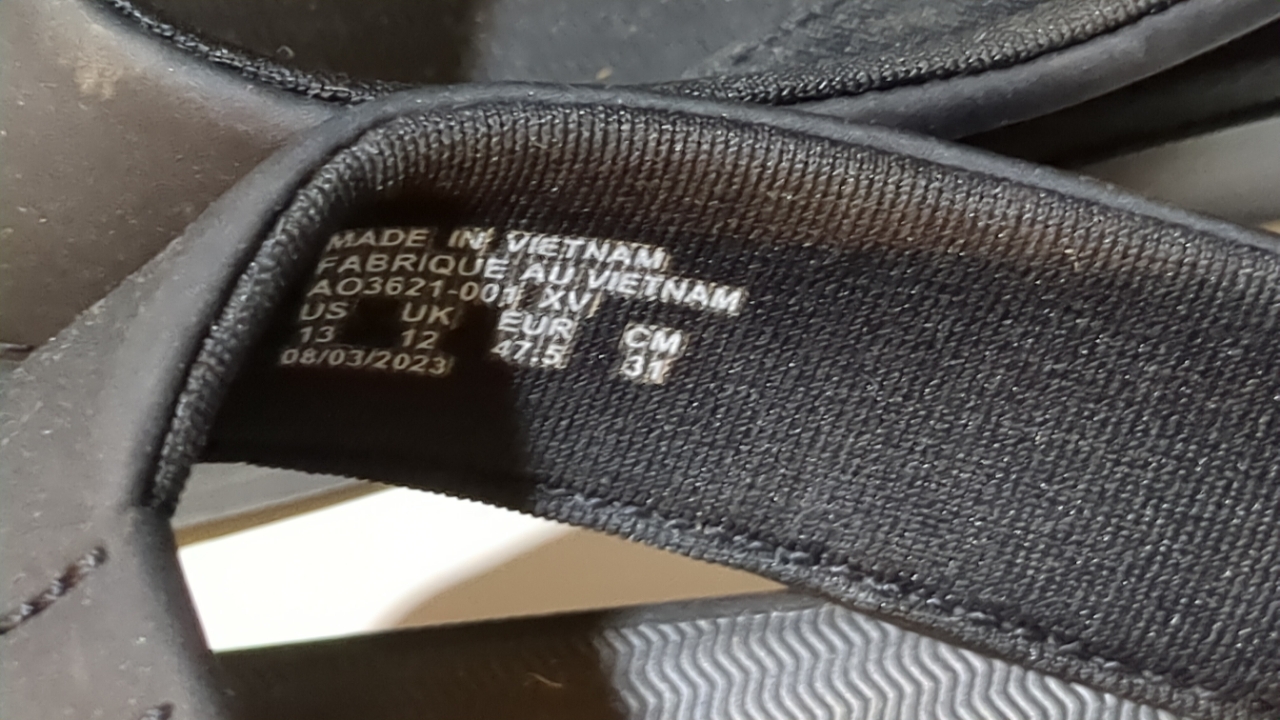 MADE IN VIETNAM
FABRIQUE AU VIETNAM
AO3621-001 XV
US UK EUR CM
13 12 47.5 31
08/03/2023